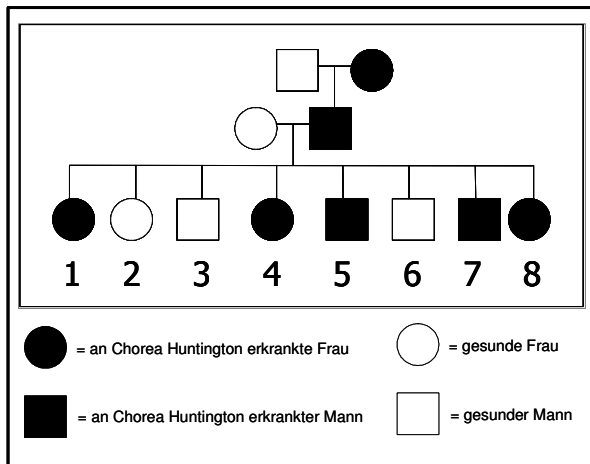 1 2 3 4 5 6 7 8
= an Chorea Huntington erkrankte Frau
= gesunde Frau
= an Chorea Huntington erkrankter Mann
= gesunder Mann